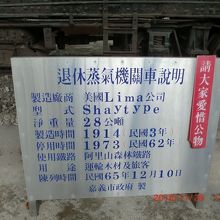 退休蒸氣機關車說明
製造廠商 美國Lima公司
型式 Shaytype
淨重量 28公噸
製造時間 1914 民國3年
停用時間 1973 民國62年
使用鐵路 阿里山森林鐵路
用途 運輸木材及旅客
陳列時間 民國65年12月10日
嘉義市政府 製
請大家愛惜公物